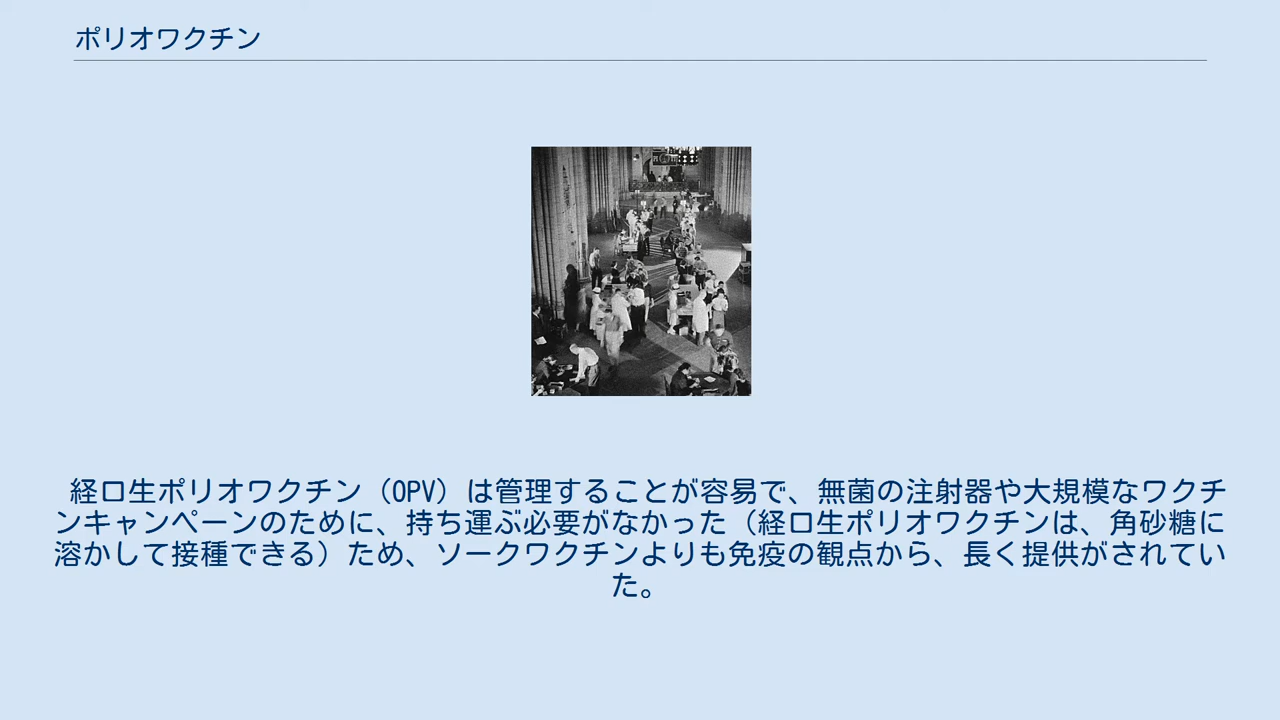 ポリオワクチン
経口生ポリオワクチン（OPV）は管理することが容易で、無菌の注射器や大規模なワクチ
ンキャンペーンのために、持ち運ぶ必要がなかった（経口生ポリオワクチンは、角砂糖に
溶かして接種できる）ため、ソークワクチンよりも免疫の観点から、長く提供がされてい
た。